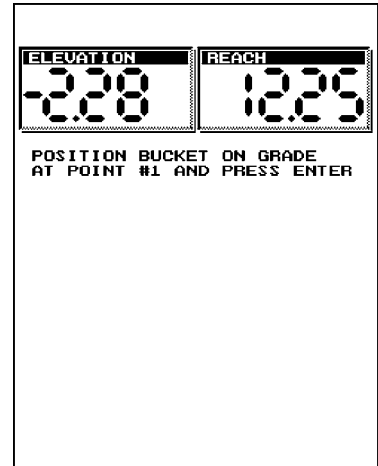 ELEVATION REACH
-2.28 12.25
POSITION BUCKET ON GRADE
AT POINT #1 AND PRESS ENTER